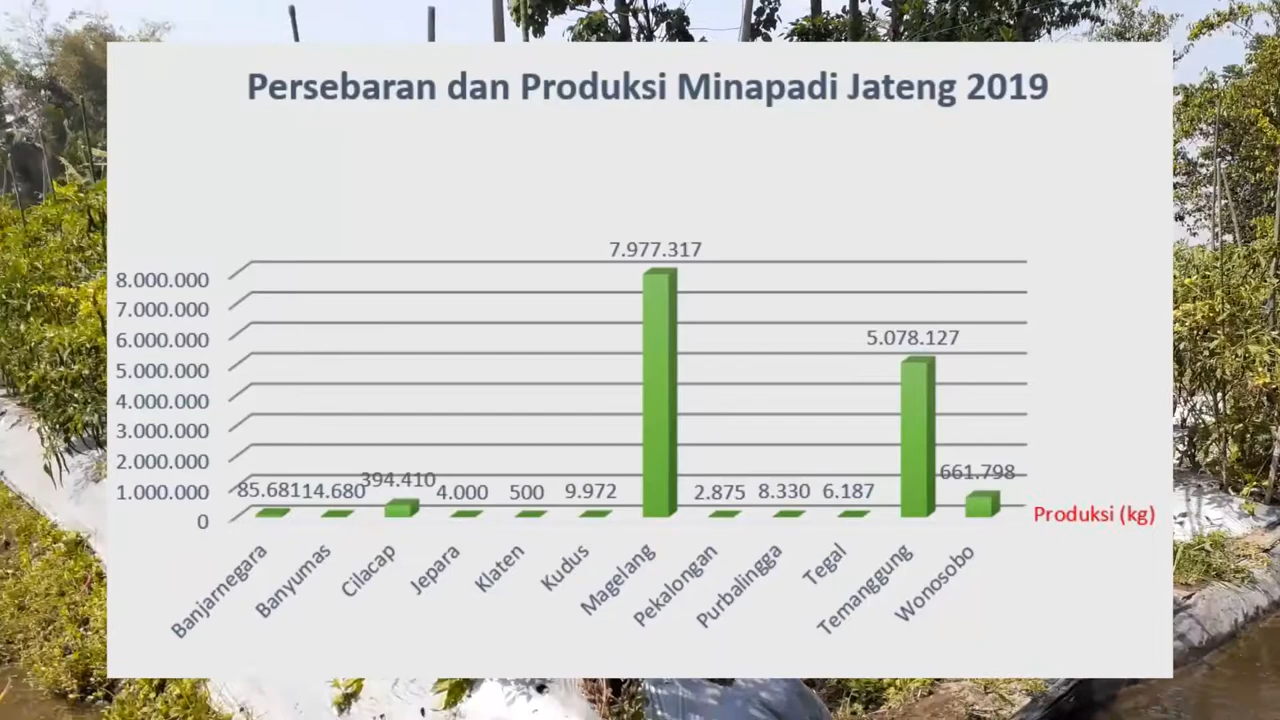 Persebaran dan Produksi Minapadi Jateng 2019
7.977.317
8.000.000
7.000.000
6.000.000
5.078.127
5.000.000
4.000.000
3.000.000
2.000.000
1.000.000
0
85.681
14.680
394.410
4.000
500
9.972
2.875
8.330
6.187
661.798
Produksi (kg)
Banjarnegara
Banyumas
Cilacap
Jepara
Klaten
Kudus
Magelang
Pekalongan
Purbalingga
Tegal
Temanggung
Wonosobo